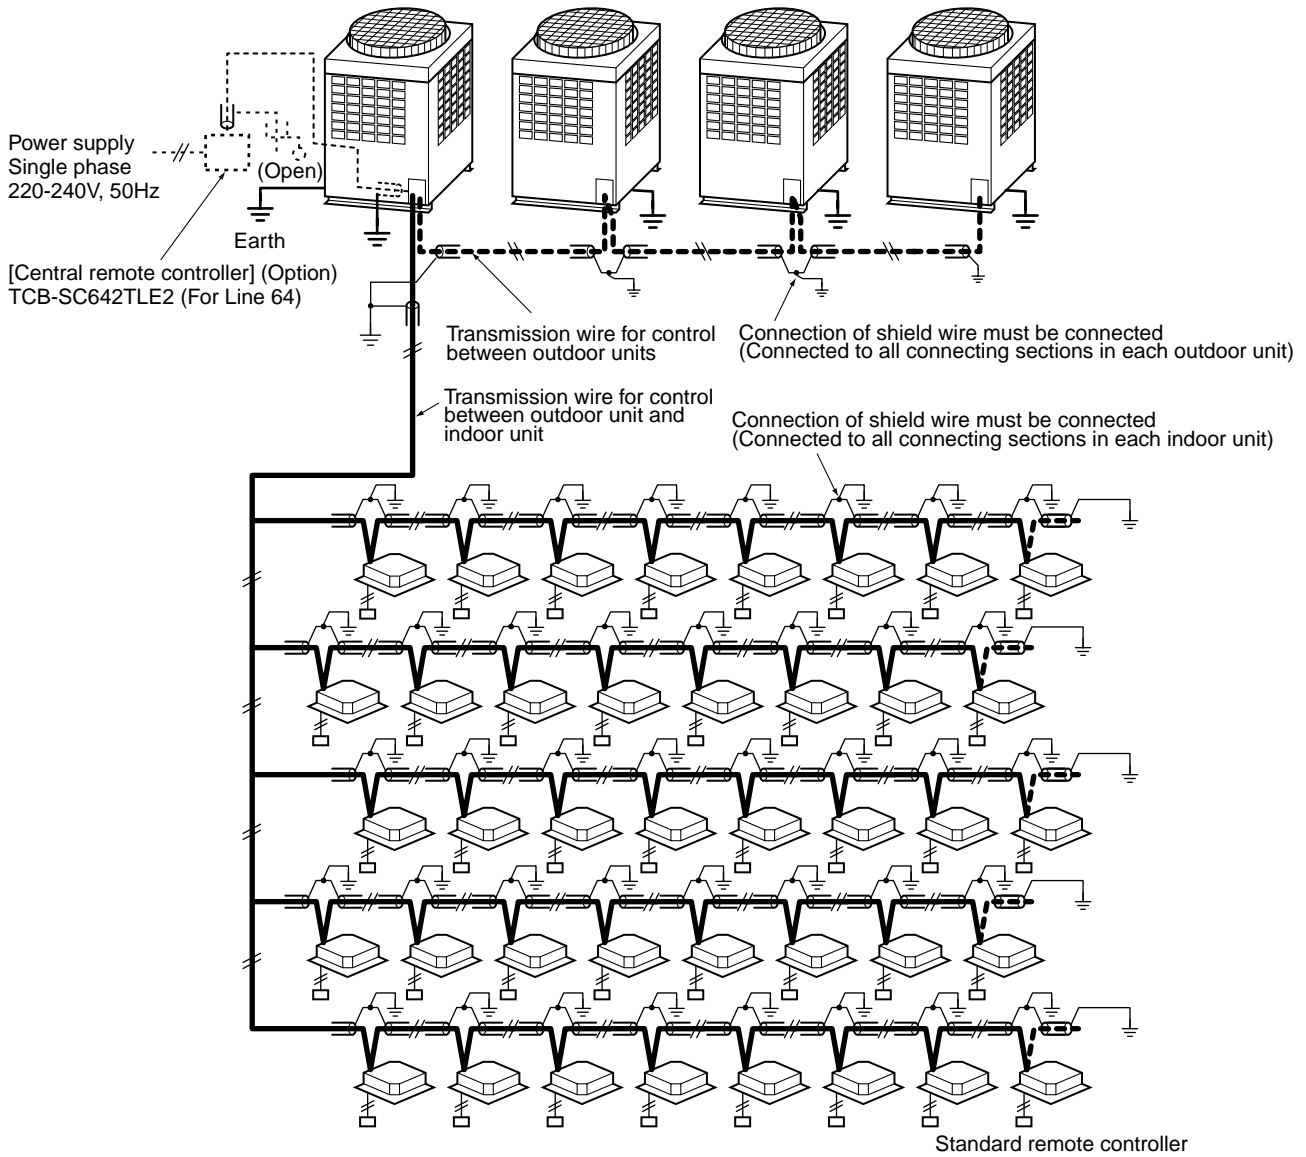 Power supply
Single phase
220-240V, 50Hz
(Open)
Earth
[Central remote controller] (Option)
TCB-SC642TLE2 (For Line 64)
Transmission wire for control
between outdoor units
Connection of shield wire must be connected
(Connected to all connecting sections in each outdoor unit)
Transmission wire for control
between outdoor unit and
indoor unit
Connection of shield wire must be connected
(Connected to all connecting sections in each indoor unit)
Standard remote controller